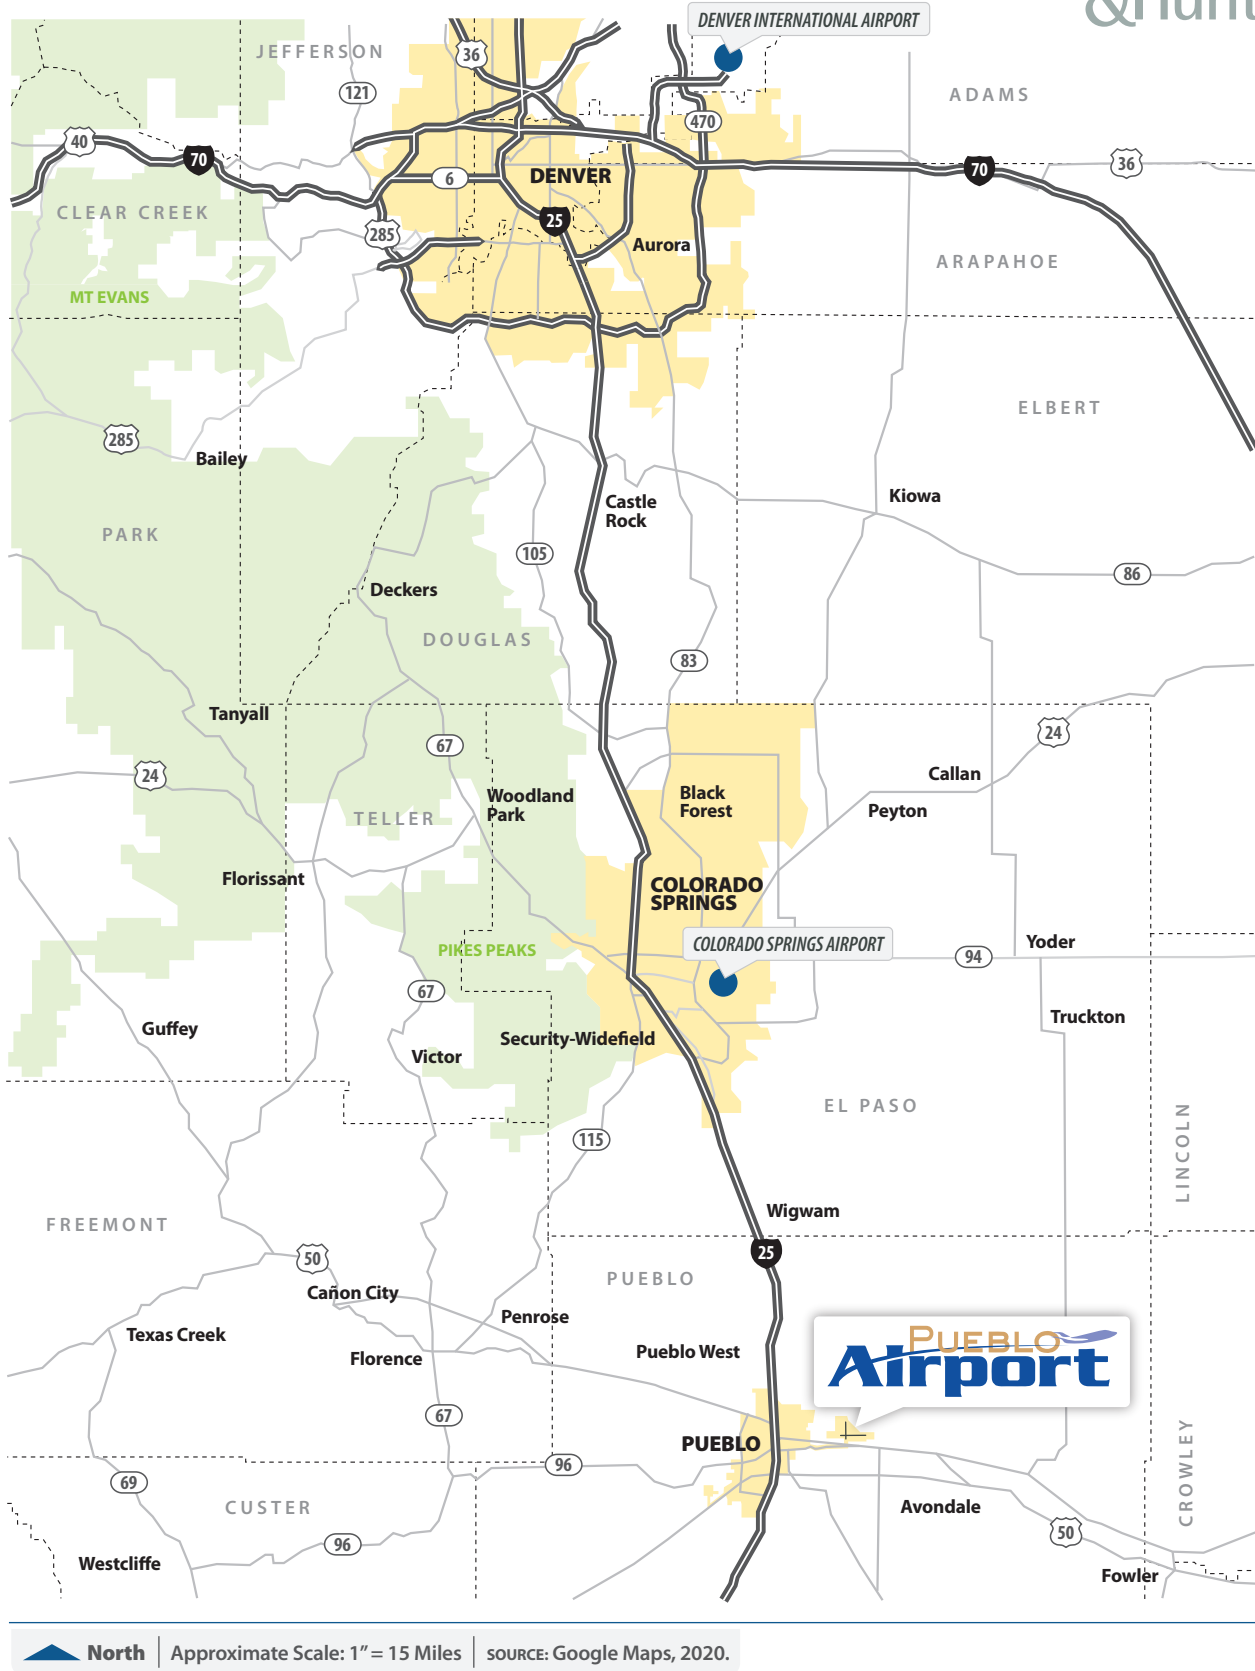 &Hunt
DENVER INTERNATIONAL AIRPORT
JEFFERSON
36
121
ADAMS
470
40
70
70
36
6
DENVER
CLEAR CREEK
25
285
Aurora
ARAPAHOE
MT EVANS
ELBERT
285
Bailey
Kiowa
Castle
Rock
PARK
105
86
Deckers
DOUGLAS
83
Tanyall
67
24
24
Callan
Woodland
Park
Black
Forest
Peyton
TELLER
Florissant
COLORADO
SPRINGS
PIKES PEAKS
COLORADO SPRINGS AIRPORT
Yoder
94
67
Guffey
Truckton
Security-Widefield
Victor
EL PASO
115
LINCOLN
Wigwam
FREEMONT
25
50
PUEBLO
Cañon City
Penrose
Texas Creek
PUEBLO
Airport
Pueblo West
Florence
67
PUEBLO
CROWLEY
96
69
CUSTER
Avondale
50
96
Westcliffe
Fowler
North | Approximate Scale: 1” = 15 Miles | SOURCE: Google Maps, 2020.